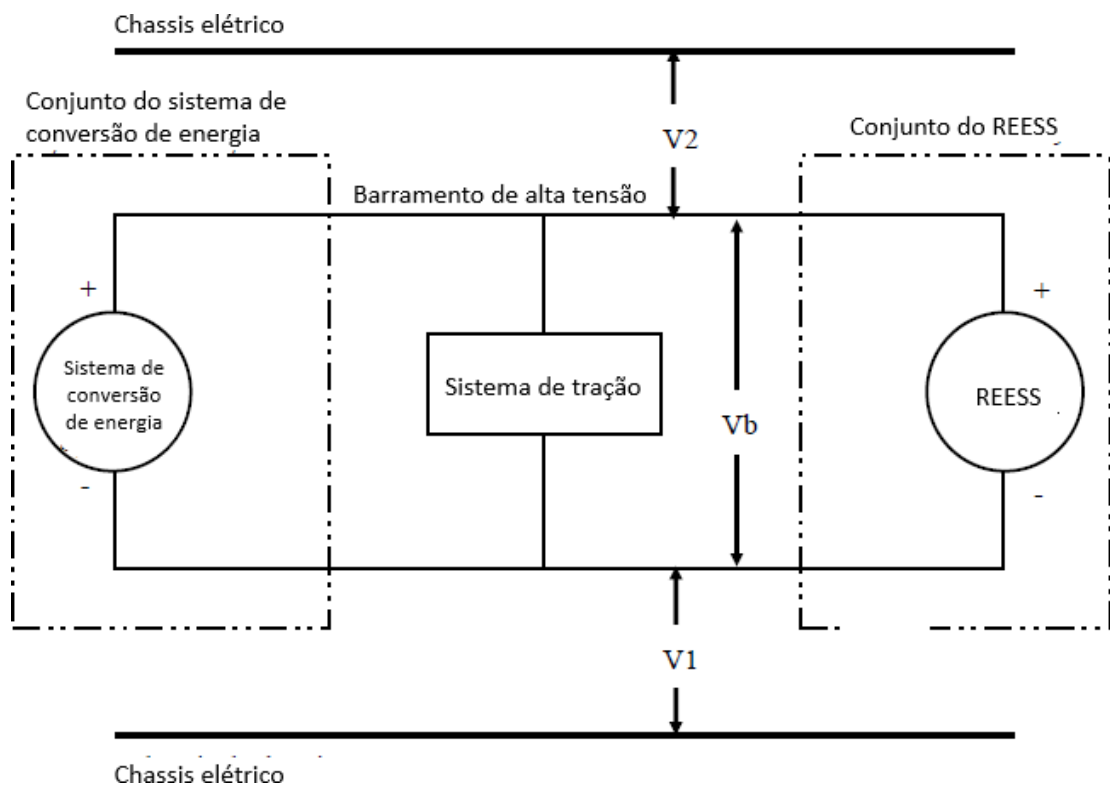 Chassis elétrico
Conjunto do sistema de
conversão de energia
V2
Conjunto do REESS
Barramento de alta tensão
+
+
Sistema de
conversão
de energia
Sistema de tração
REESS
Vb
-
-
V1
Chassis elétrico